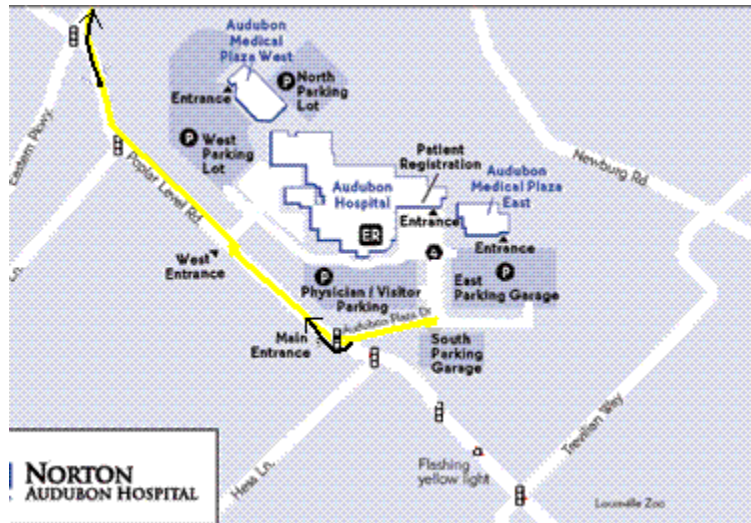 Audubon
Medical
Plaza West
P North
Parking
Lot
Entrance
P West
Parking
Lot
Eastern Pkwy.
Poplar Level Rd.
Patient
Registration
Newburg Rd.
Audubon
Medical Plaza
East
Audubon
Hospital
ER
Entrance
Entrance
West
Entrance
P
Physician / Visitor
Parking
P
East
Parking Garage
Ln.
Audubon Plaza Dr.
Main
Entrance
South
Parking
Garage
Trevilian Way
Hess Ln.
Flashing
yellow light
Louisville Zoo
NORTON
AUDUBON HOSPITAL